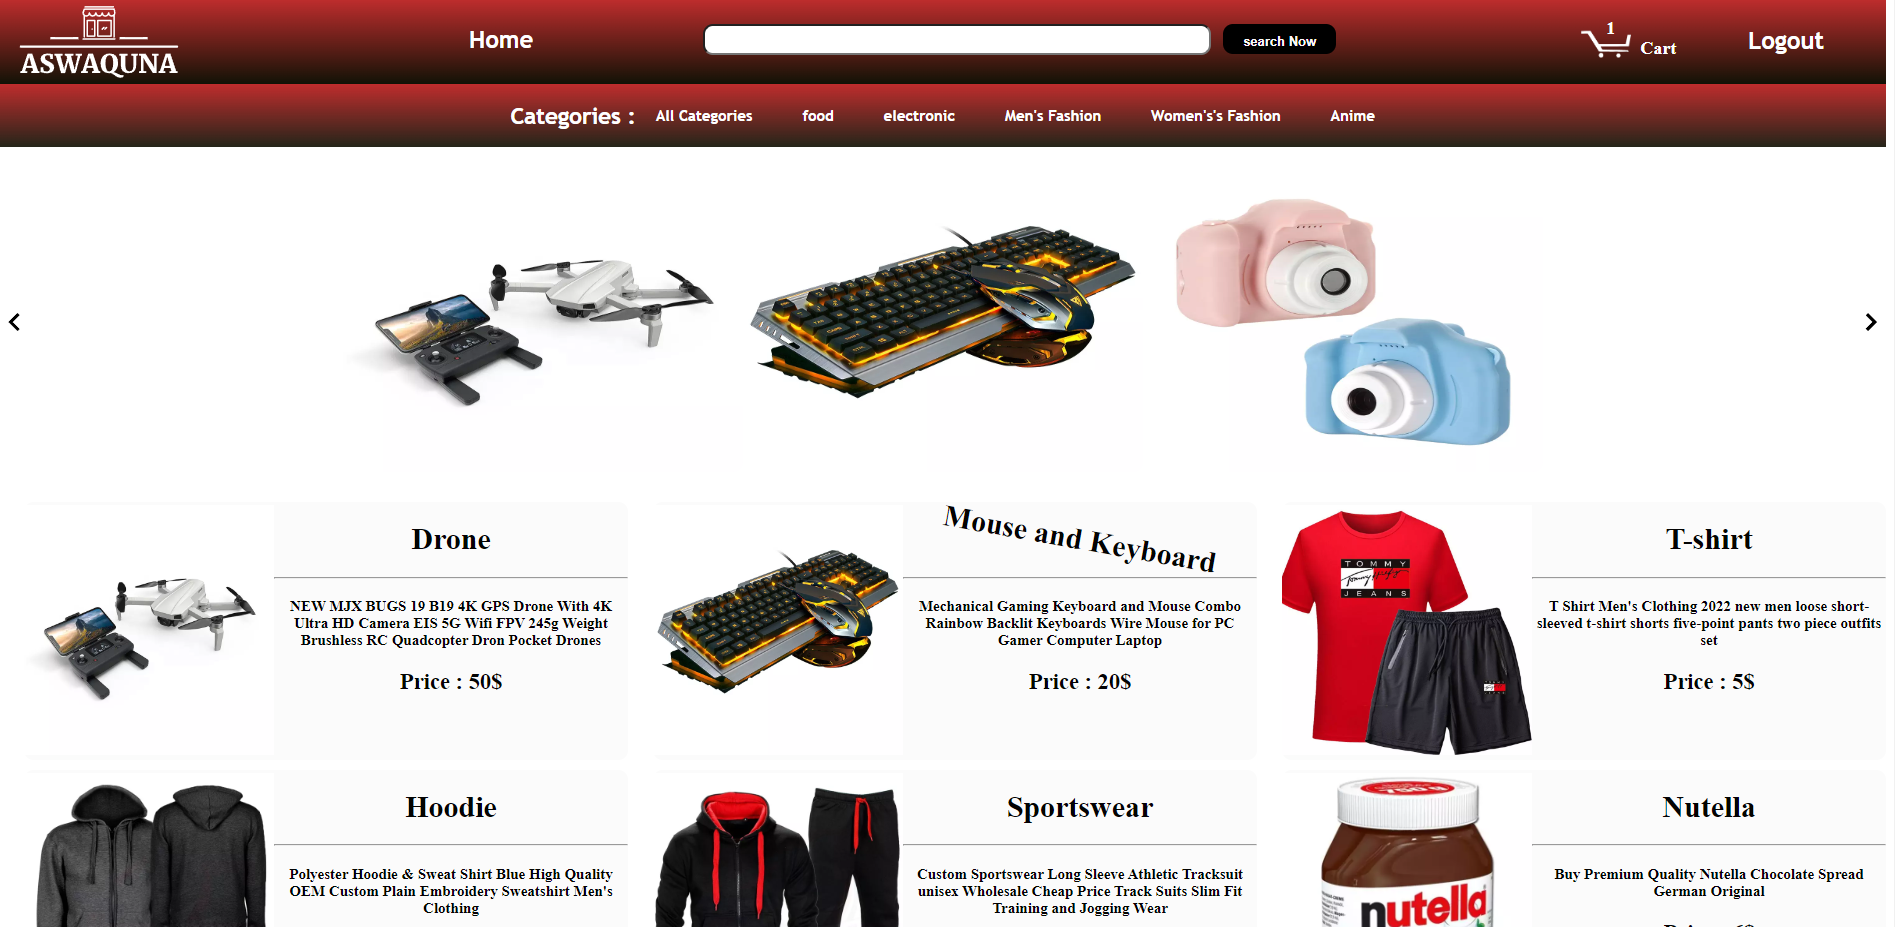 ASWAQUNA
Home
search Now
1
Cart
Logout
Categories :
All Categories
food
electronic
Men's Fashion
Women's's Fashion
Anime
Drone
NEW MJX BUGS 19 B19 4K GPS Drone With 4K
Ultra HD Camera EIS 5G Wifi FPV 245g Weight
Brushless RC Quadcopter Dron Pocket Drones
Price : 50$
Mouse and Keyboard
Mechanical Gaming Keyboard and Mouse Combo
Rainbow Backlit Keyboards Wire Mouse for PC
Gamer Computer Laptop
Price : 20$
TOMMY
JEANS
T-shirt
T Shirt Men's Clothing 2022 new men loose short-
sleeved t-shirt shorts five-point pants two piece outfits
set
Price : 5$
Hoodie
Polyester Hoodie & Sweat Shirt Blue High Quality
OEM Custom Plain Embroidery Sweatshirt Men's
Clothing
Sportswear
Custom Sportswear Long Sleeve Athletic Tracksuit
unisex Wholesale Cheap Price Track Suits Slim Fit
Training and Jogging Wear
nutella
Nutella
Buy Premium Quality Nutella Chocolate Spread
German Original